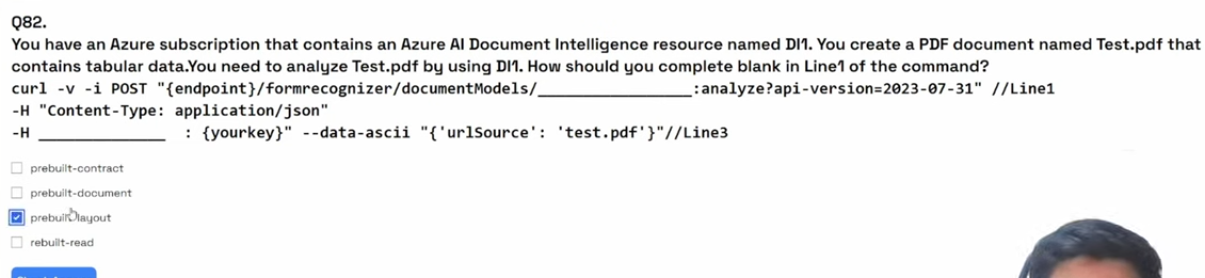 Q82.
You have an Azure subscription that contains an Azure AI Document Intelligence resource named DI1. You create a PDF document named Test.pdf that
contains tabular data.You need to analyze Test.pdf by using DI1. How should you complete blank in Line1 of the command?
curl -v -i POST "{endpoint}/formrecognizer/documentModels/________________:analyze?api-version=2023-07-31" //Line1
-H "Content-Type: application/json"
-H _____________ : {yourkey}" --data-ascii "{'urlSource': 'test.pdf'}"//Line3
prebuilt-contract
prebuilt-document
prebuilt-layout
rebuilt-read